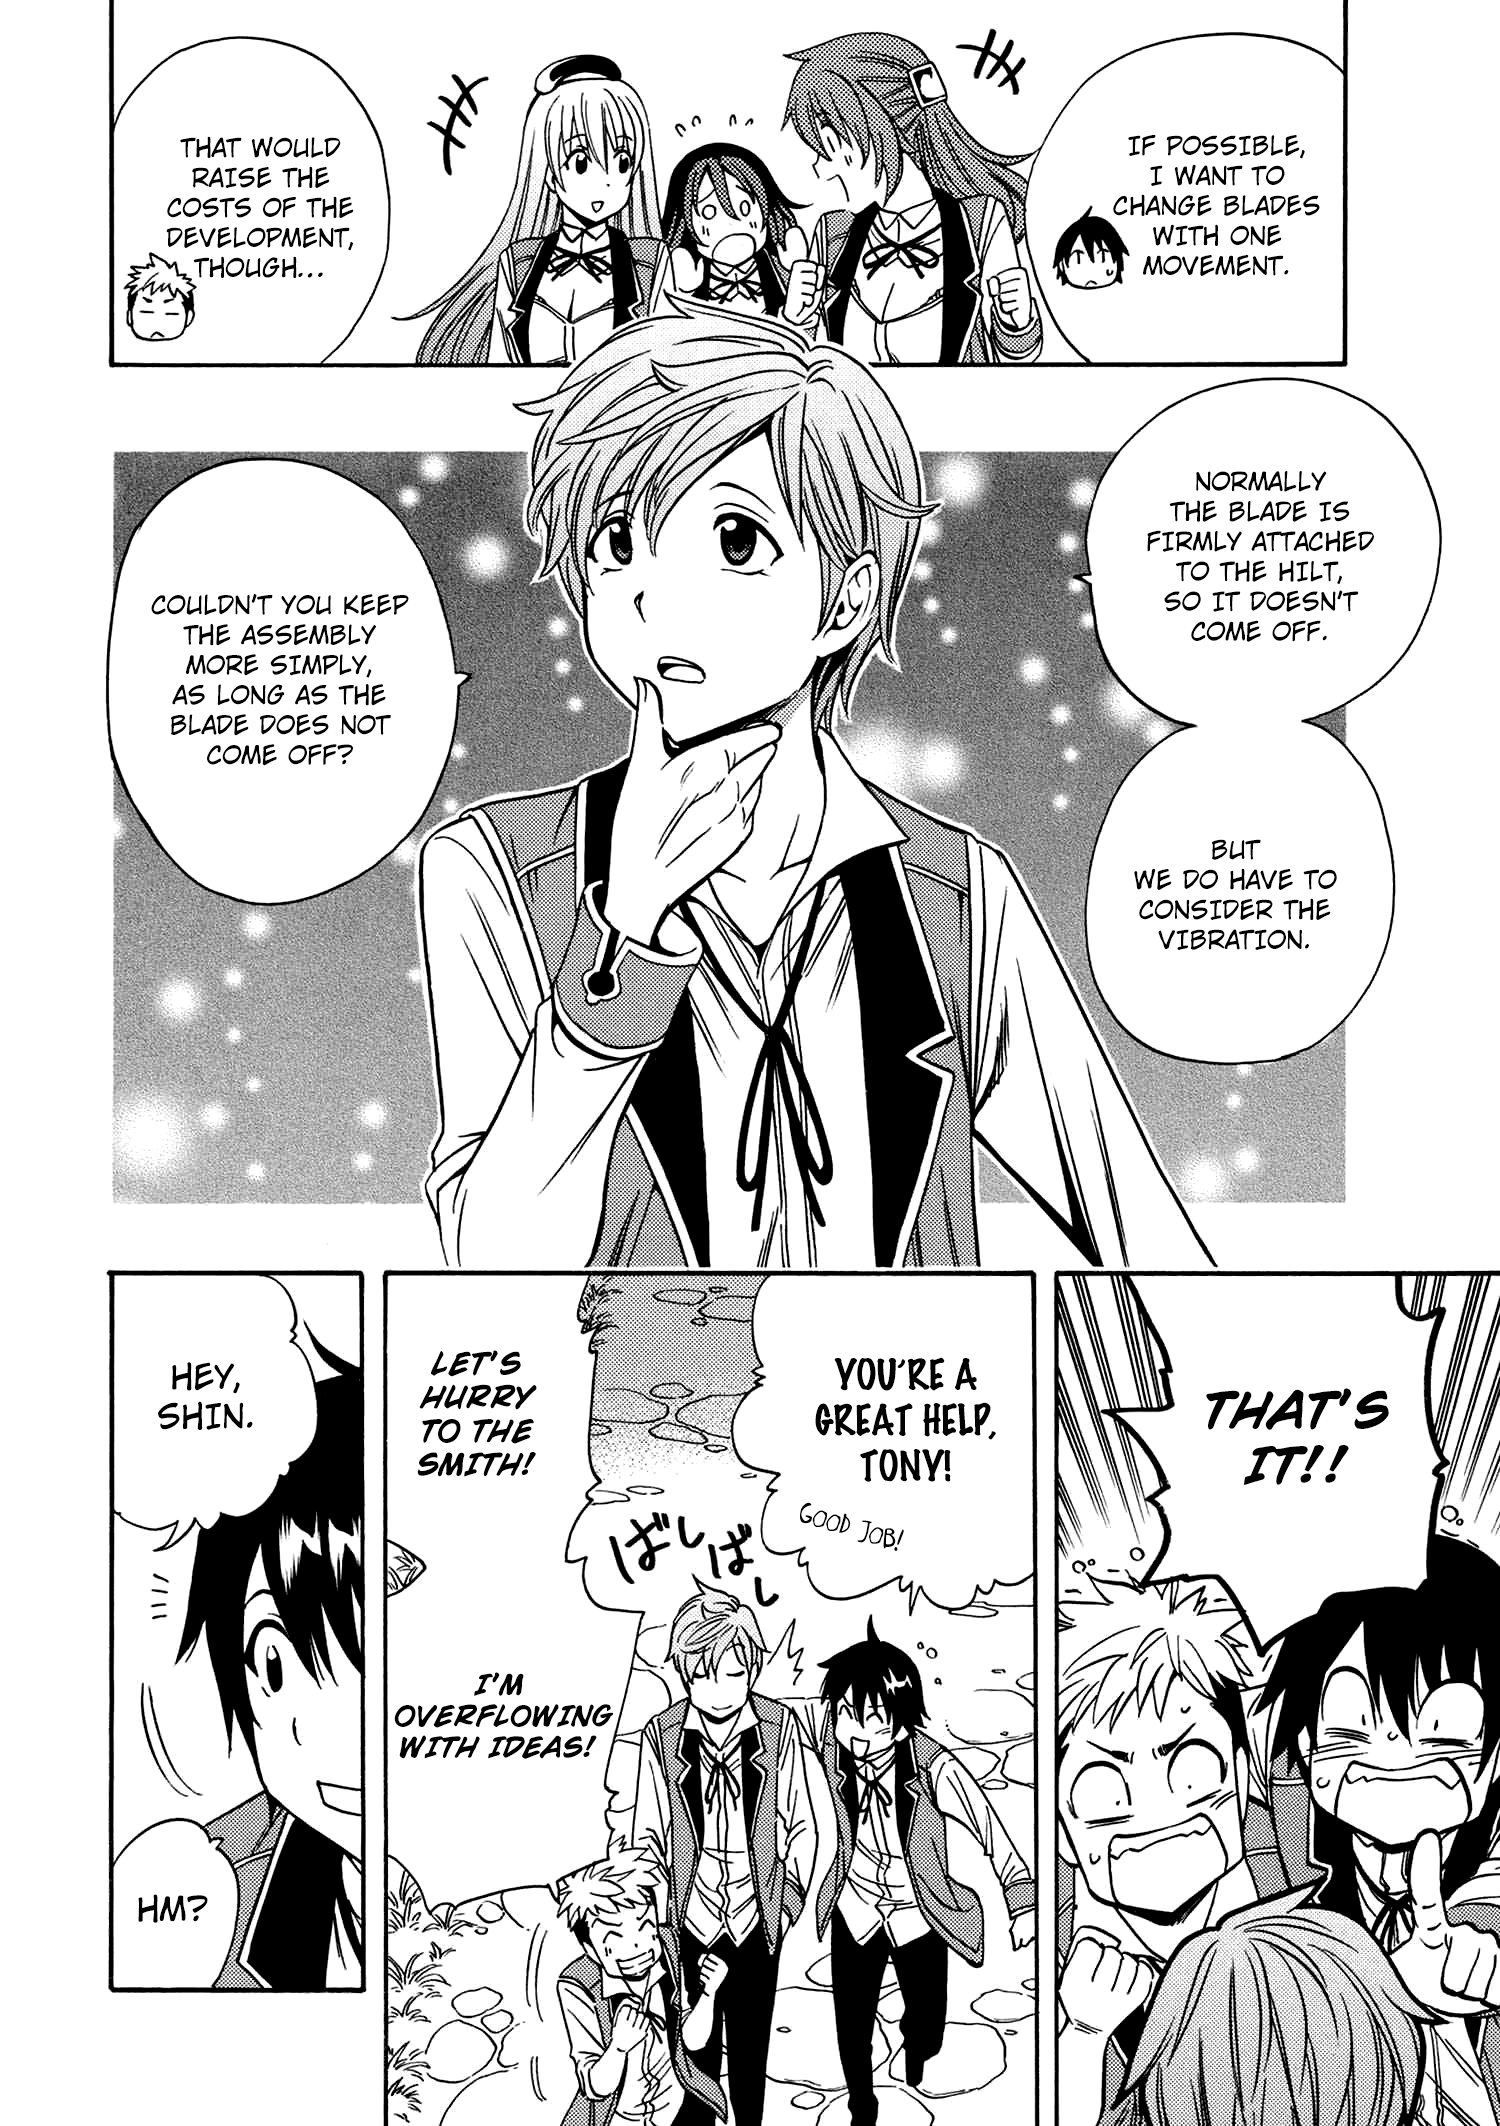 IF POSSIBLE,
I WANT TO
CHANGE BLADES
WITH ONE
MOVEMENT.
THAT WOULD
RAISE THE
COSTS OF THE
DEVELOPMENT,
THOUGH...
NORMALLY
THE BLADE IS
FIRMLY ATTACHED
TO THE HILT,
SO IT DOESN'T
COME OFF.
BUT
WE DO HAVE TO
CONSIDER THE
VIBRATION.
COULDN'T YOU KEEP
THE ASSEMBLY
MORE SIMPLY,
AS LONG AS THE
BLADE DOES NOT
COME OFF?
THAT'S
IT!!
YOU'RE A
GREAT HELP,
TONY!
GOOD JOB!
ばしばし
LET'S
HURRY
TO THE
SMITH!
I'M
OVERFLOWING
WITH IDEAS!
HEY,
SHIN.
HM?